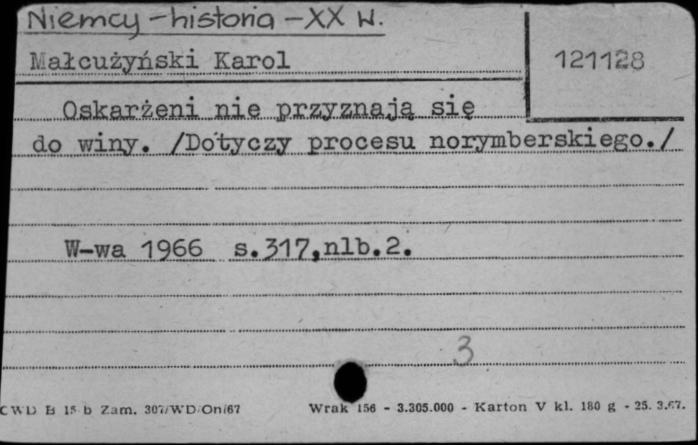 Niemcy - historia - XX w.
Małcużyński Karol
121128
Oskarżeni nie przyznają się
do winy. /Dotyczy procesu norymberskiego./
W-wa 1966 s.317,nlb.2.
3
CWD B 15 b Zam. 307/WD/On/67 Wrak 156 - 3.305.000 - Karton V kl. 180 g - 25. 3.67.